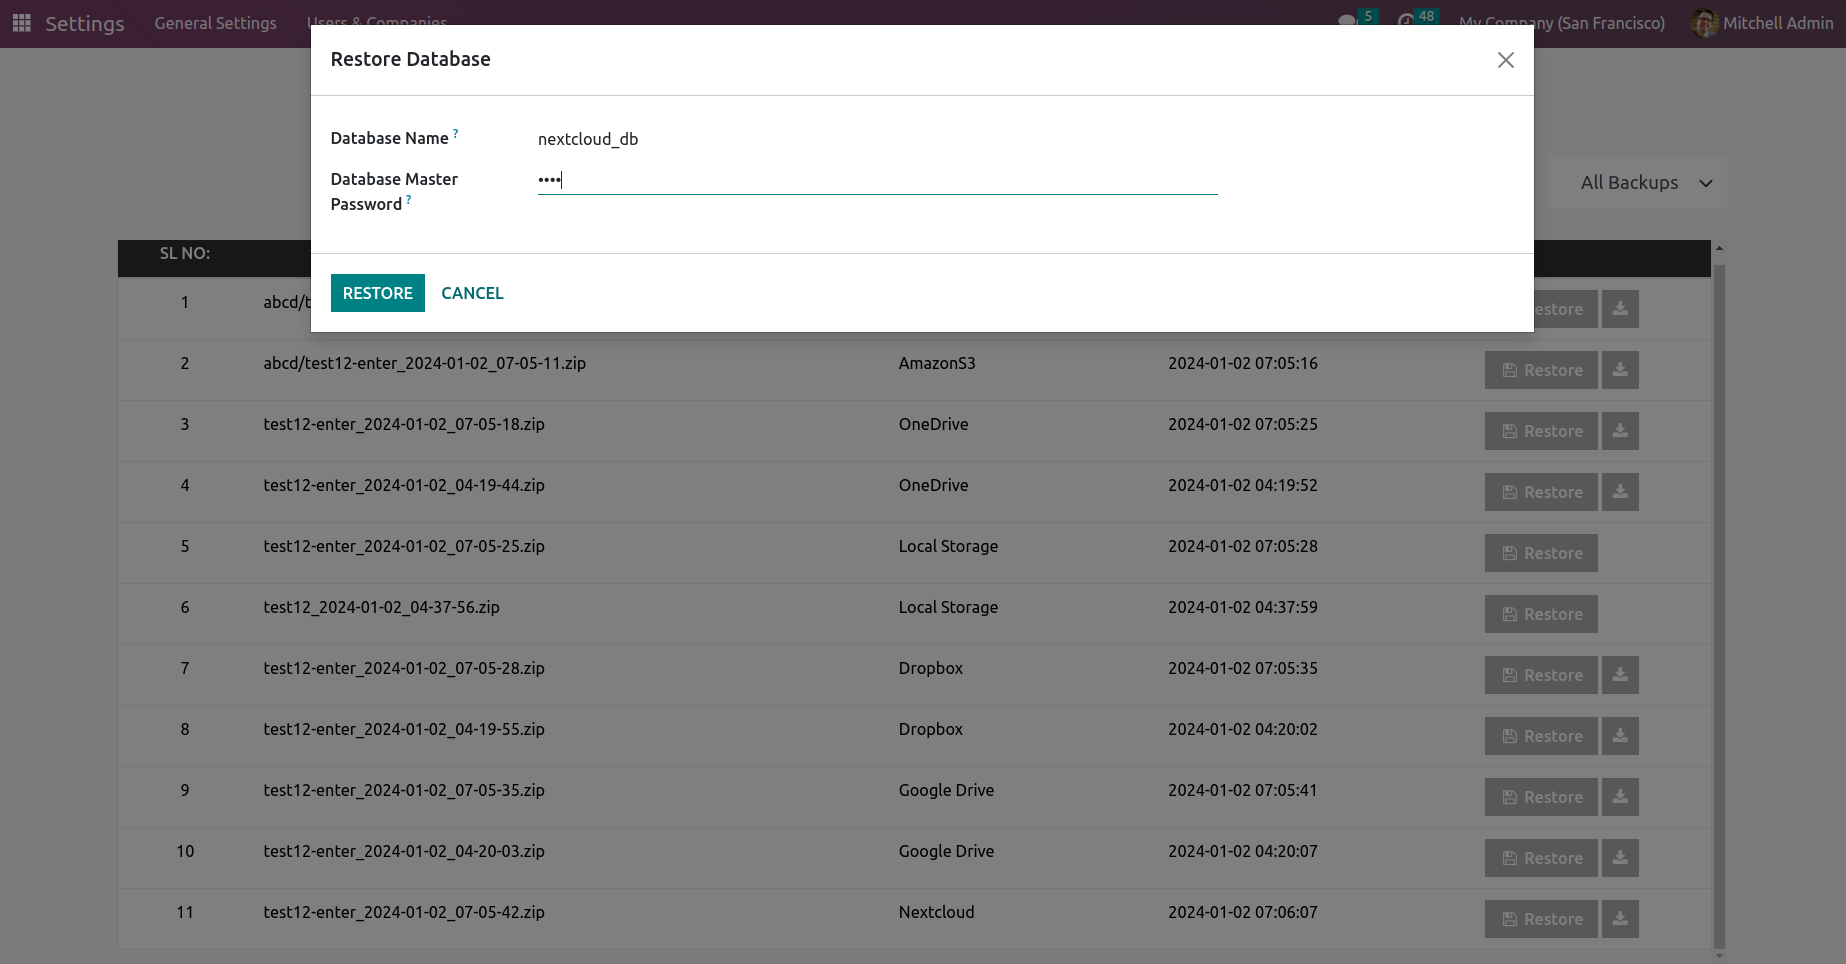 Settings General Settings Users & Companies 5 48 My Company (San Francisco) Mitchell Admin
Restore Database
Database Name ? nextcloud_db
Database Master
Password ?
••••
RESTORE CANCEL
All Backups
SL NO:
1
2 abcd/test12-enter_2024-01-02_07-05-11.zip AmazonS3 2024-01-02 07:05:16 Restore
3 test12-enter_2024-01-02_07-05-18.zip OneDrive 2024-01-02 07:05:25 Restore
4 test12-enter_2024-01-02_04-19-44.zip OneDrive 2024-01-02 04:19:52 Restore
5 test12-enter_2024-01-02_07-05-25.zip Local Storage 2024-01-02 07:05:28 Restore
6 test12_2024-01-02_04-37-56.zip Local Storage 2024-01-02 04:37:59 Restore
7 test12-enter_2024-01-02_07-05-28.zip Dropbox 2024-01-02 07:05:35 Restore
8 test12-enter_2024-01-02_04-19-55.zip Dropbox 2024-01-02 04:20:02 Restore
9 test12-enter_2024-01-02_07-05-35.zip Google Drive 2024-01-02 07:05:41 Restore
10 test12-enter_2024-01-02_04-20-03.zip Google Drive 2024-01-02 04:20:07 Restore
11 test12-enter_2024-01-02_07-05-42.zip Nextcloud 2024-01-02 07:06:07 Restore